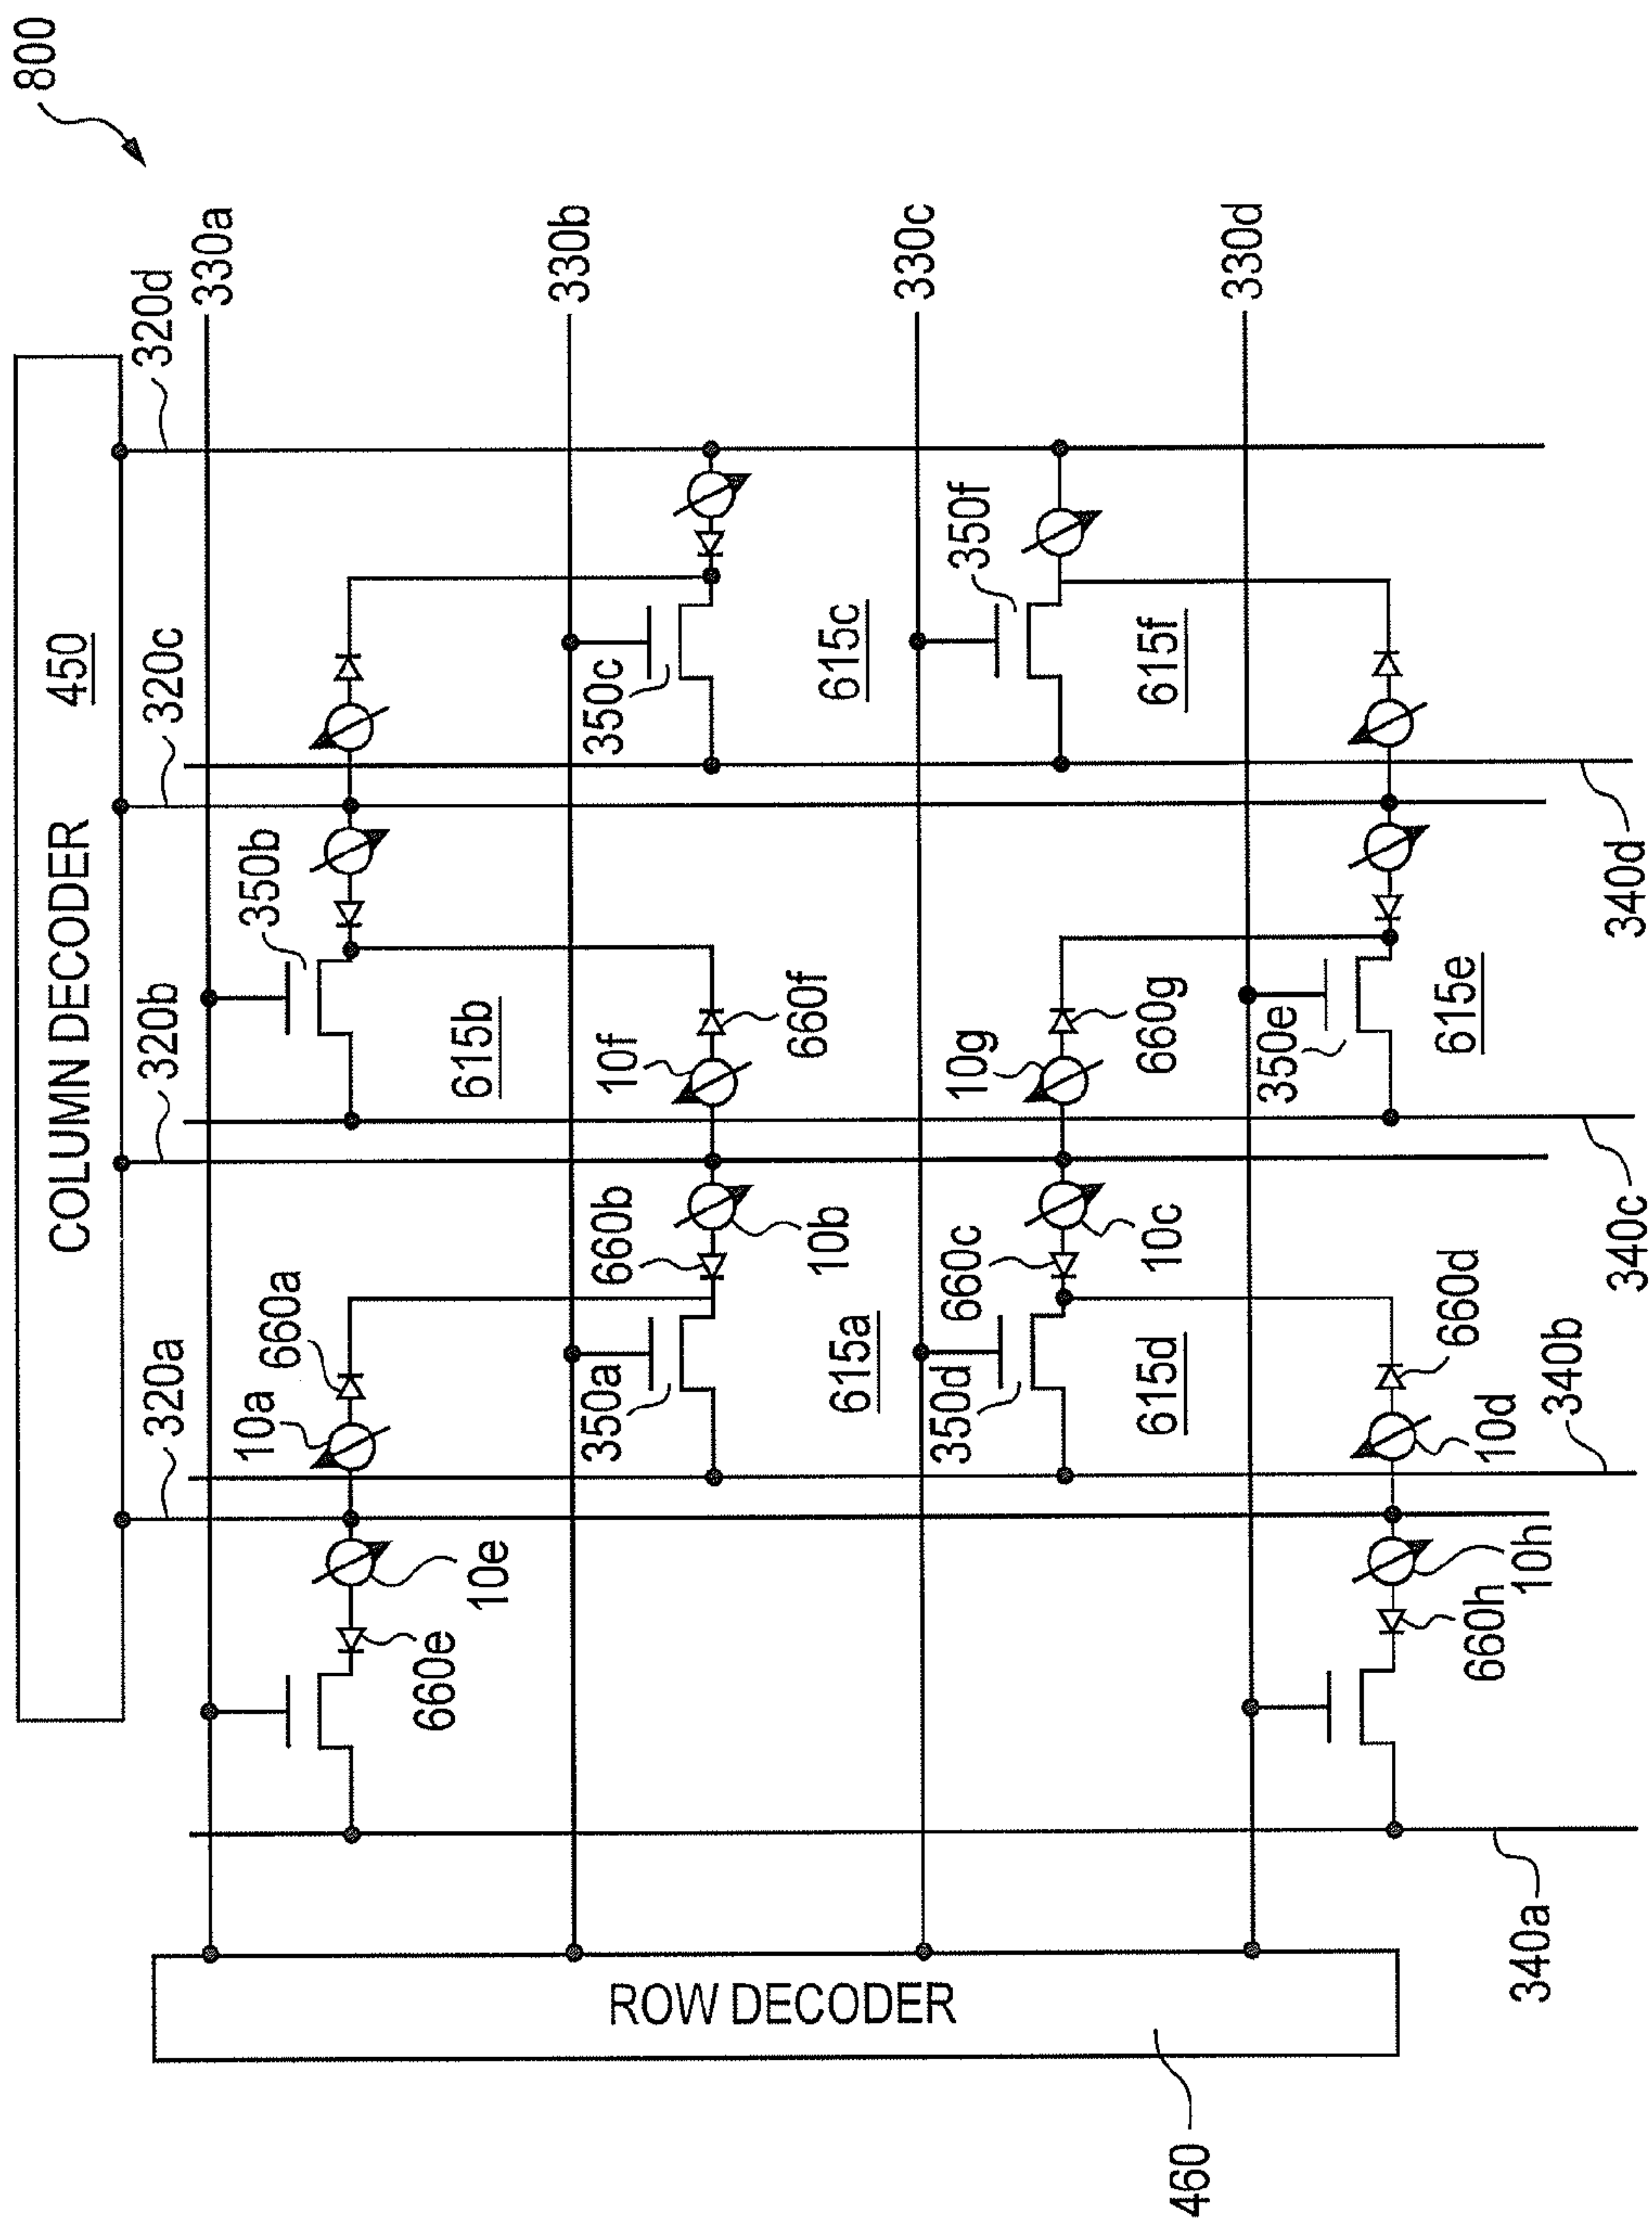 800
COLUMN DECODER 450
320a
320b
320c
320d
330a
10a
660a
350b
10e
660e
615b
330b
350a
660b
10b
10f
660f
350c
615a
615c
330c
350d
660c
10c
10g
660g
350f
615d
615f
330d
10d
660d
350e
615e
10h
660h
340a
340b
340c
340d
ROW DECODER
460